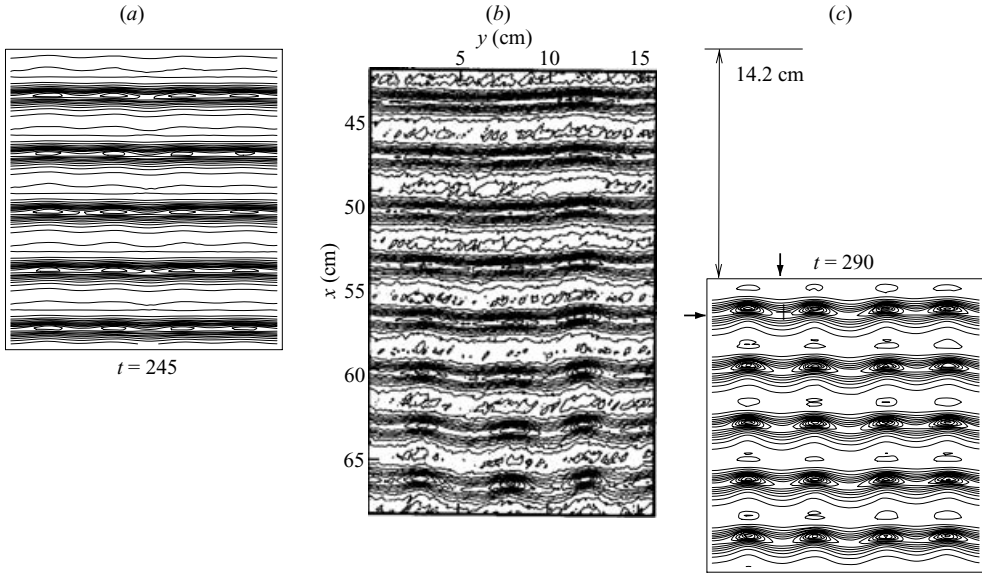 (a)
(b)
(c)
y (cm)
5 10 15
14.2 cm
45
50
x (cm)
55
t = 290
t = 245
60
65